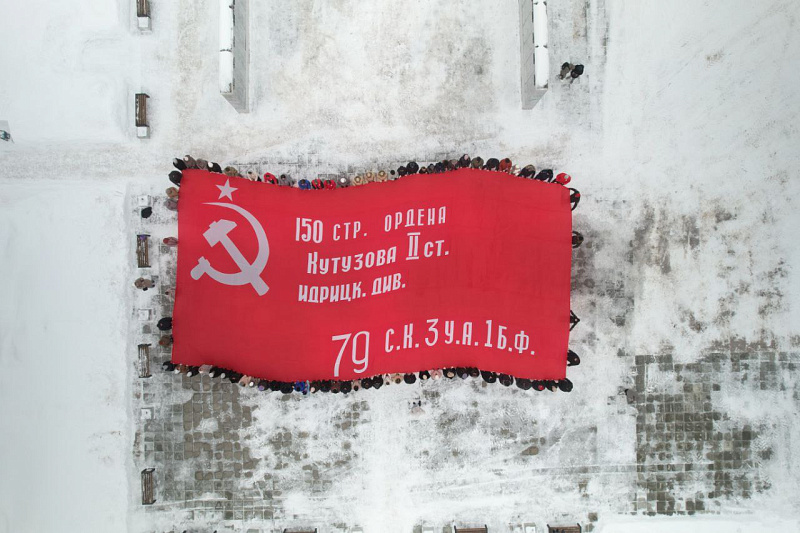 150 СТР. ОРДЕНА
КУТУЗОВА II СТ.
ИДРИЦК. ДИВ.
79 С.К. 3 У.А. 1 Б.Ф.